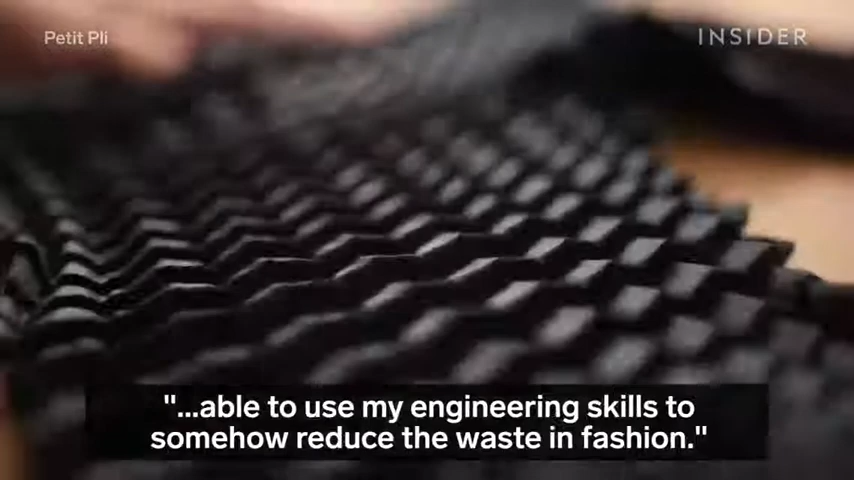 Petit Pli
INSIDER
"...able to use my engineering skills to
somehow reduce the waste in fashion."